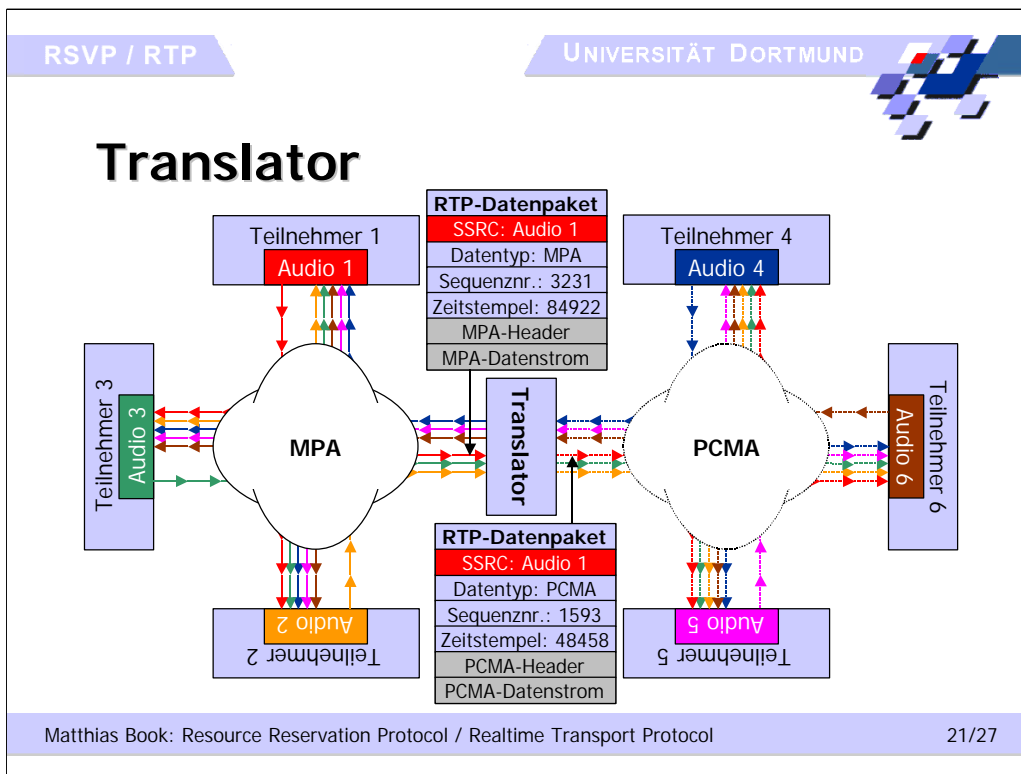 RSVP / RTP
UNIVERSITÄT DORTMUND
Translator
RTP-Datenpaket
SSRC: Audio 1
Datentyp: MPA
Sequenznr.: 3231
Zeitstempel: 84922
MPA-Header
MPA-Datenstrom
Teilnehmer 1
Audio 1
Teilnehmer 4
Audio 4
Teilnehmer 3
Audio 3
MPA
Translator
PCMA
Audio 6
Teilnehmer 6
RTP-Datenpaket
SSRC: Audio 1
Datentyp: PCMA
Sequenznr.: 1593
Zeitstempel: 48458
PCMA-Header
PCMA-Datenstrom
Audio 2
Teilnehmer 2
Audio 5
Teilnehmer 5
Matthias Book: Resource Reservation Protocol / Realtime Transport Protocol
21/27